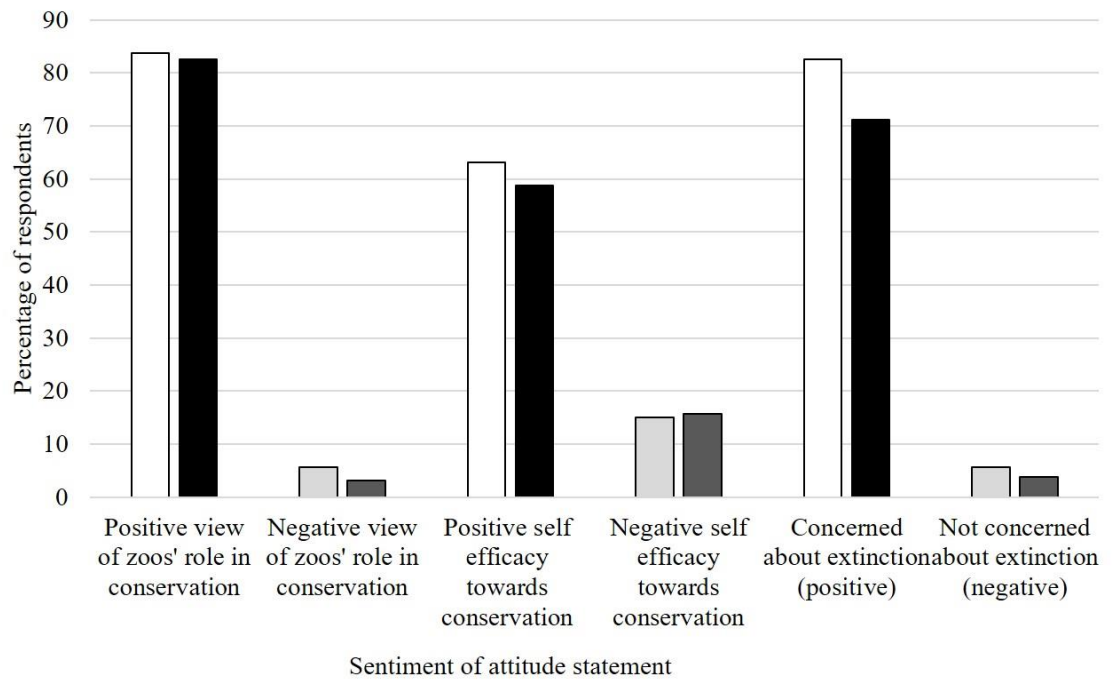 90
80
70
60
50
40
30
20
10
0
Percentage of respondents
Positive view
of zoos' role in
conservation
Negative view
of zoos' role in
conservation
Positive self
efficacy
towards
conservation
Negative self
efficacy
towards
conservation
Concerned
about extinction
(positive)
Not concerned
about extinction
(negative)
Sentiment of attitude statement